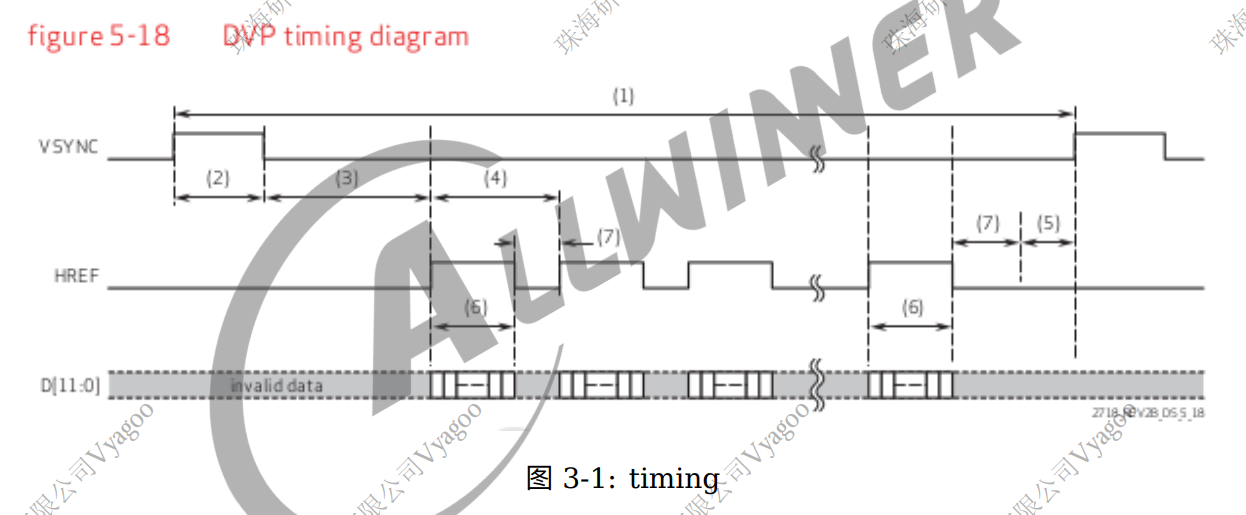 figure 5-18 DVP timing diagram
珠海研
珠海研
珠海研
ALLWINNER
(1)
VSYNC
(2) (3) (4)
(7) (7) (5)
HREF
(6) (6)
D[11:0] invalid data
限公司Vyagoo
限公司Vyagoo
限公司Vyagoo
限公司Vyagoo
图 3-1: timing